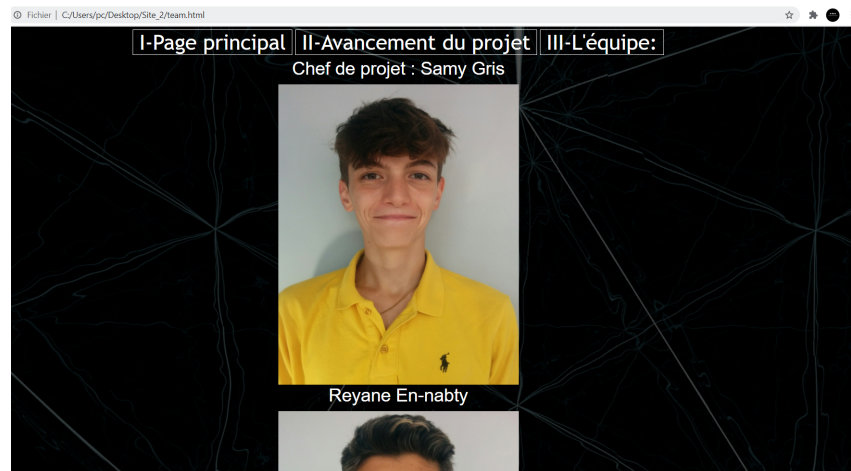 Fichier | C:/Users/pc/Desktop/Site_2/team.html
I-Page principal II-Avancement du projet III-L'équipe:
Chef de projet : Samy Gris
Reyane En-nabty